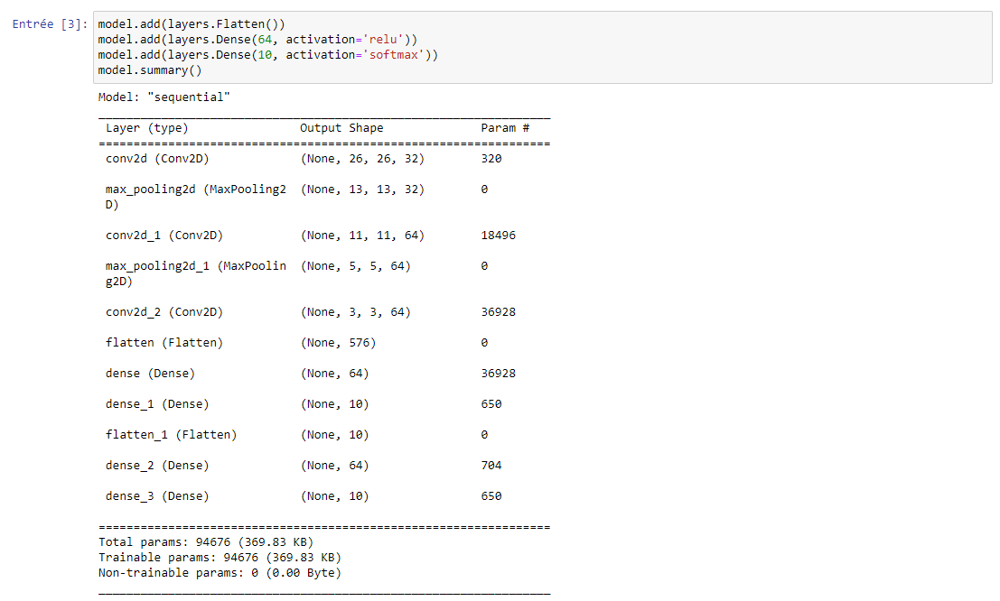 Entrée [3]: model.add(layers.Flatten())
model.add(layers.Dense(64, activation='relu'))
model.add(layers.Dense(10, activation='softmax'))
model.summary()
Model: "sequential"
_________________________________________________________________
Layer (type) Output Shape Param #
=================================================================
conv2d (Conv2D) (None, 26, 26, 32) 320
max_pooling2d (MaxPooling2 (None, 13, 13, 32) 0
D)
conv2d_1 (Conv2D) (None, 11, 11, 64) 18496
max_pooling2d_1 (MaxPoolin (None, 5, 5, 64) 0
g2D)
conv2d_2 (Conv2D) (None, 3, 3, 64) 36928
flatten (Flatten) (None, 576) 0
dense (Dense) (None, 64) 36928
dense_1 (Dense) (None, 10) 650
flatten_1 (Flatten) (None, 10) 0
dense_2 (Dense) (None, 64) 704
dense_3 (Dense) (None, 10) 650
=================================================================
Total params: 94676 (369.83 KB)
Trainable params: 94676 (369.83 KB)
Non-trainable params: 0 (0.00 Byte)
_________________________________________________________________